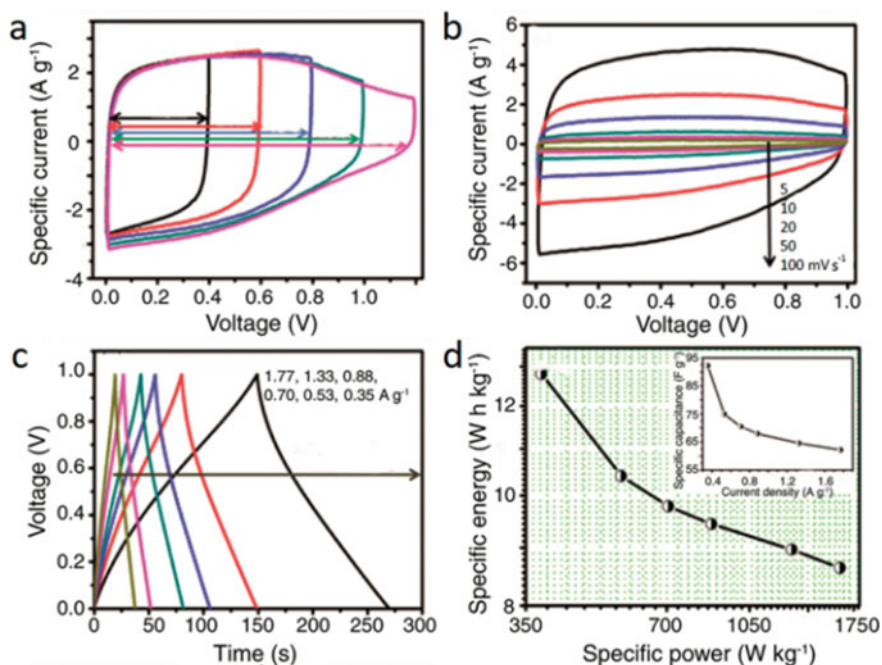 a
Specific current (A g⁻¹)
4
2
0
-2
-4
0.0 0.2 0.4 0.6 0.8 1.0
Voltage (V)
b
Specific current (A g⁻¹)
6
4
2
0
-2
-4
-6
5
10
20
50
100 mV s⁻¹
0.0 0.2 0.4 0.6 0.8 1.0
Voltage (V)
c
Voltage (V)
1.0
0.8
0.6
0.4
0.2
0.0
1.77, 1.33, 0.88,
0.70, 0.53, 0.35 A g⁻¹
0 50 100 150 200 250 300
Time (s)
d
Specific energy (W h kg⁻¹)
12
10
8
Specific capacitance (F g⁻¹)
95
85
75
65
55
0.4 0.8 1.2 1.6
Current density (A g⁻¹)
350 700 1050 1750
Specific power (W kg⁻¹)